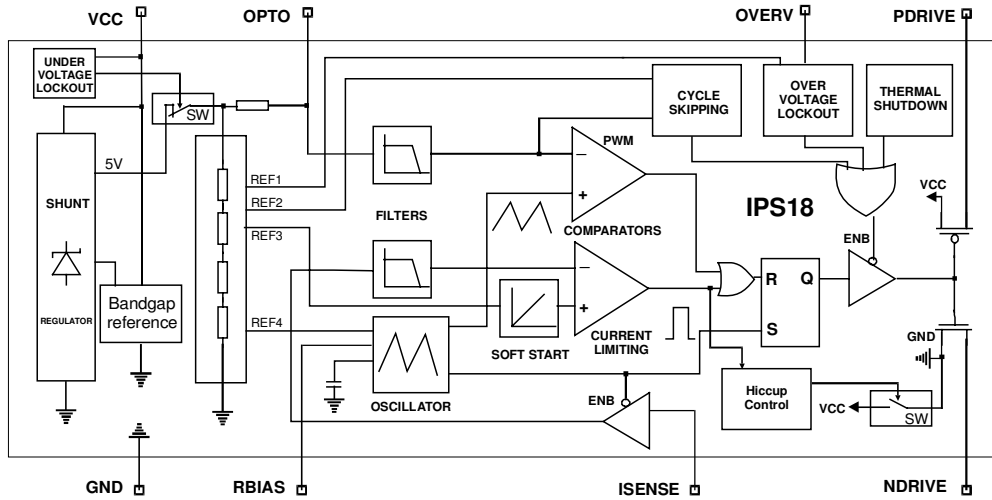 VCC
OPTO
OVERV
PDRIVE
UNDER
VOLTAGE
LOCKOUT
SW
CYCLE
SKIPPING
OVER
VOLTAGE
LOCKOUT
THERMAL
SHUTDOWN
PWM
5V
REF1
REF2
REF3
REF4
SHUNT
REGULATOR
Bandgap
reference
FILTERS
COMPARATORS
IPS18
VCC
ENB
R
Q
S
SOFT START
CURRENT
LIMITING
GND
OSCILLATOR
ENB
Hiccup
Control
VCC
SW
GND
RBIAS
ISENSE
NDRIVE